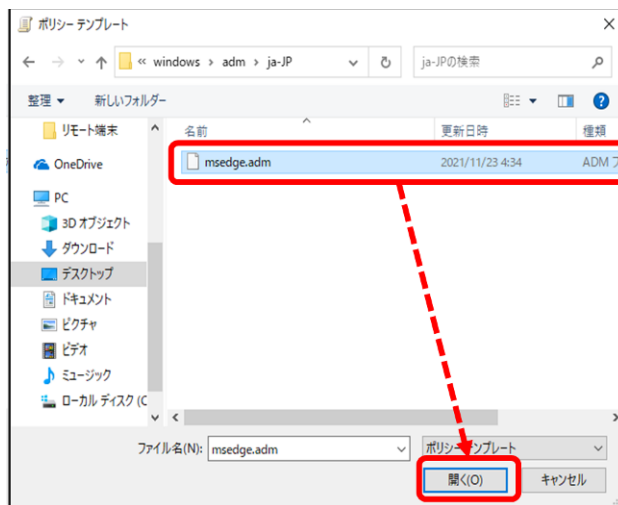 ポリシー テンプレート
« windows › adm › ja-JP
ja-JPの検索
整理 新しいフォルダー
名前 更新日時 種類
リモート端末
msedge.adm 2021/11/23 4:34 ADM
OneDrive
PC
3D オブジェクト
ダウンロード
デスクトップ
ドキュメント
ピクチャ
ビデオ
ミュージック
ローカル ディスク (C
ファイル名(N): msedge.adm ポリシー テンプレート
開く(O) キャンセル